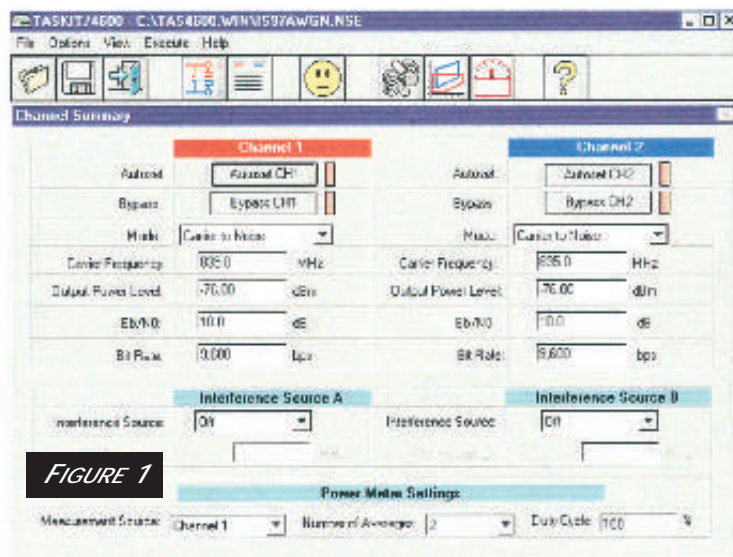 TASKIT/4600 - C:\TAS4600.WIN\IS97AWGN.NSE
File Options View Execute Help
Channel Summary
Channel 1 Channel 2
Autoset Autoset CH1 Autoset Autoset CH2
Bypass Bypass CH1 Bypass Bypass CH2
Mode: Carrier to Noise Mode: Carrier to Noise
Carrier Frequency: 835.0 MHz Carrier Frequency: 835.0 MHz
Output Power Level: -76.00 dBm Output Power Level: -76.00 dBm
Eb/N0: 10.0 dB Eb/N0: 10.0 dB
Bit Rate: 9,600 bps Bit Rate: 9,600 bps
Interference Source A Interference Source B
Interference Source: Off Interference Source: Off
FIGURE 1
Power Meter Settings
Measurement Source: Channel 1 Number of Averages: 2 Duty Cycle: 100 %